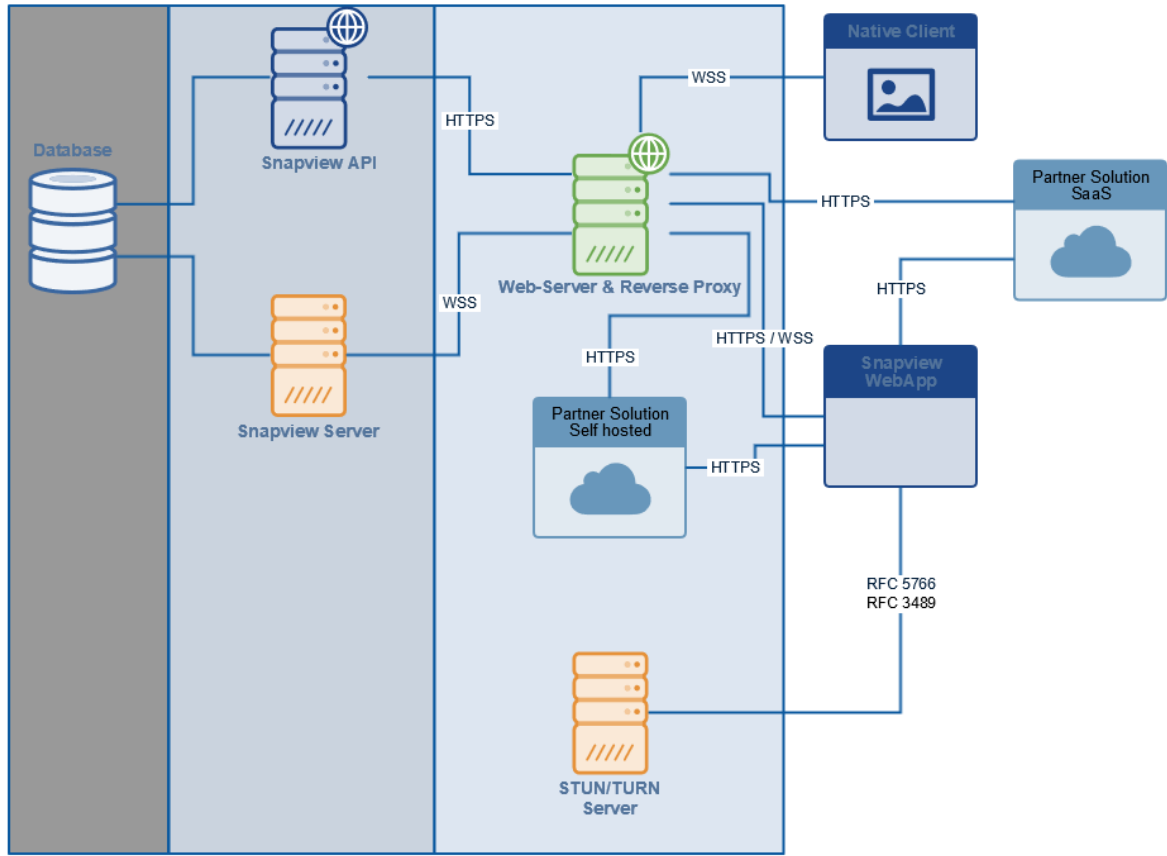 Native Client
WSS
HTTPS
Database
Snapview API
Partner Solution
SaaS
HTTPS
Web-Server & Reverse Proxy
HTTPS
WSS
HTTPS / WSS
HTTPS
Snapview
WebApp
Partner Solution
Self hosted
Snapview Server
HTTPS
RFC 5766
RFC 3489
STUN/TURN
Server